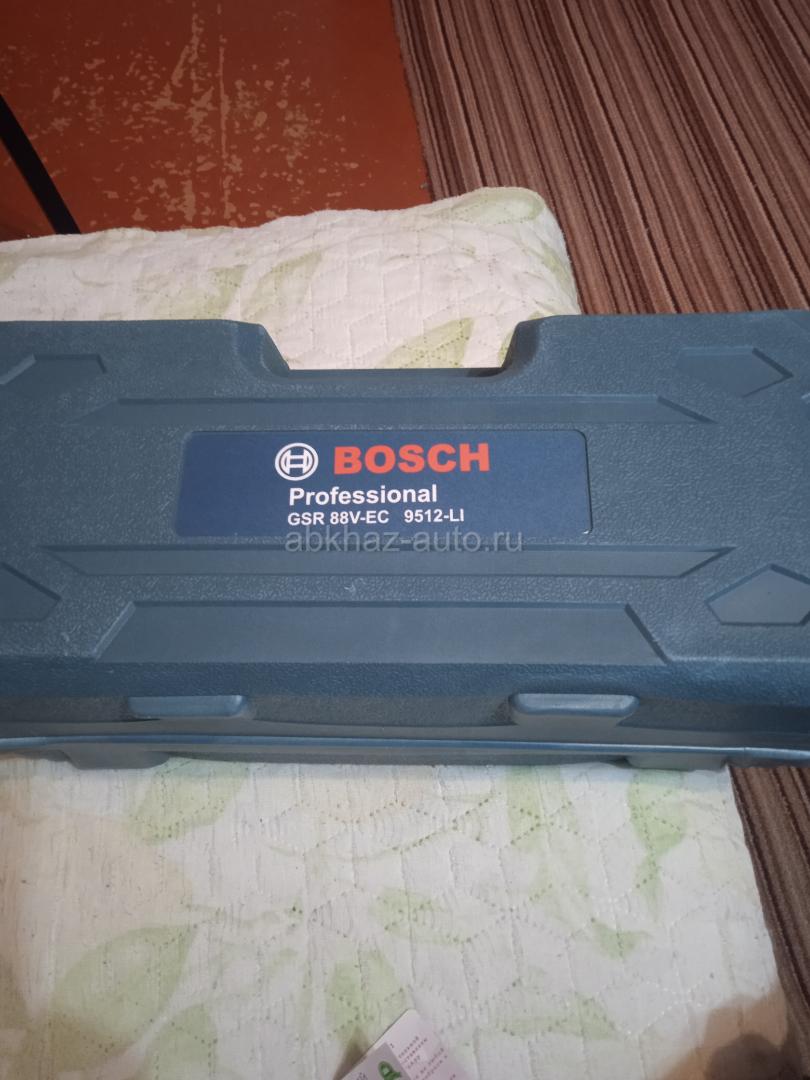 BOSCH
Professional
GSR 88V-EC 9512-LI
abkhaz-auto.ru